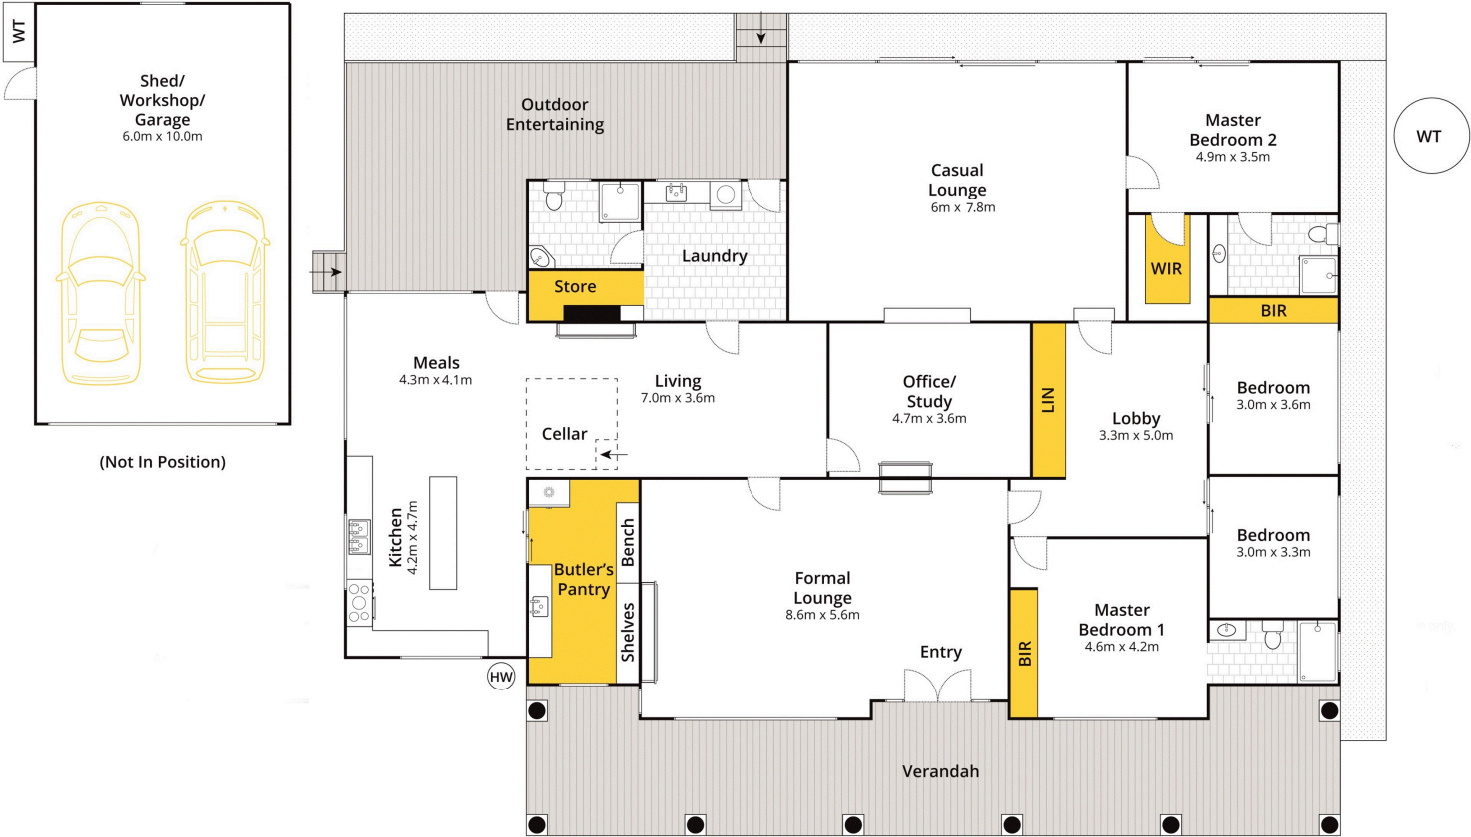 WT
Shed/
Workshop/
Garage
6.0m x 10.0m
(Not In Position)
Outdoor
Entertaining
Casual
Lounge
6m x 7.8m
Master
Bedroom 2
4.9m x 3.5m
WT
Laundry
Store
WIR
BIR
Meals
4.3m x 4.1m
Living
7.0m x 3.6m
Cellar
Office/
Study
4.7m x 3.6m
LIN
Lobby
3.3m x 5.0m
Bedroom
3.0m x 3.6m
Kitchen
4.2m x 4.7m
Butler's
Pantry
Bench
Shelves
Formal
Lounge
8.6m x 5.6m
Entry
BIR
Master
Bedroom 1
4.6m x 4.2m
Bedroom
3.0m x 3.3m
HW
Verandah